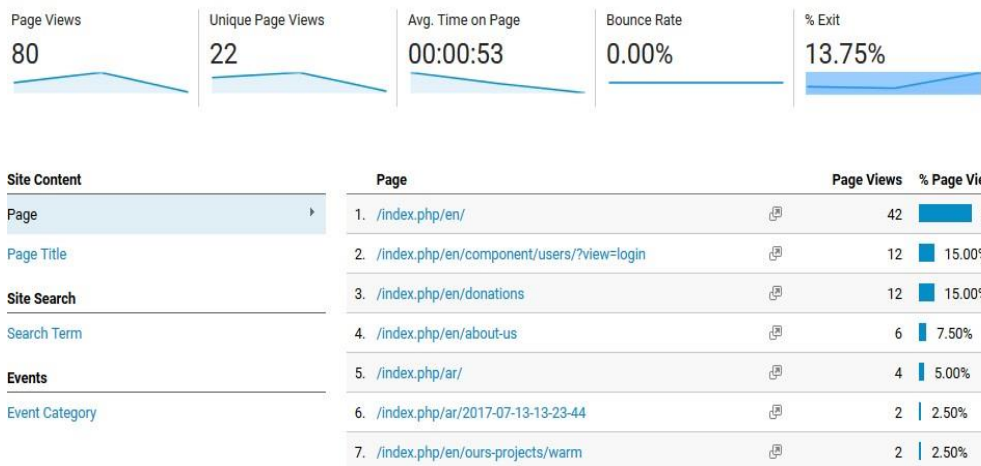 Page Views Unique Page Views Avg. Time on Page Bounce Rate % Exit
80 22 00:00:53 0.00% 13.75%
Site Content
Page
Page Title
Site Search
Search Term
Events
Event Category
Page Page Views % Page Vie
1. /index.php/en/ 42
2. /index.php/en/component/users/?view=login 12 15.00%
3. /index.php/en/donations 12 15.00%
4. /index.php/en/about-us 6 7.50%
5. /index.php/ar/ 4 5.00%
6. /index.php/ar/2017-07-13-13-23-44 2 2.50%
7. /index.php/en/ours-projects/warm 2 2.50%